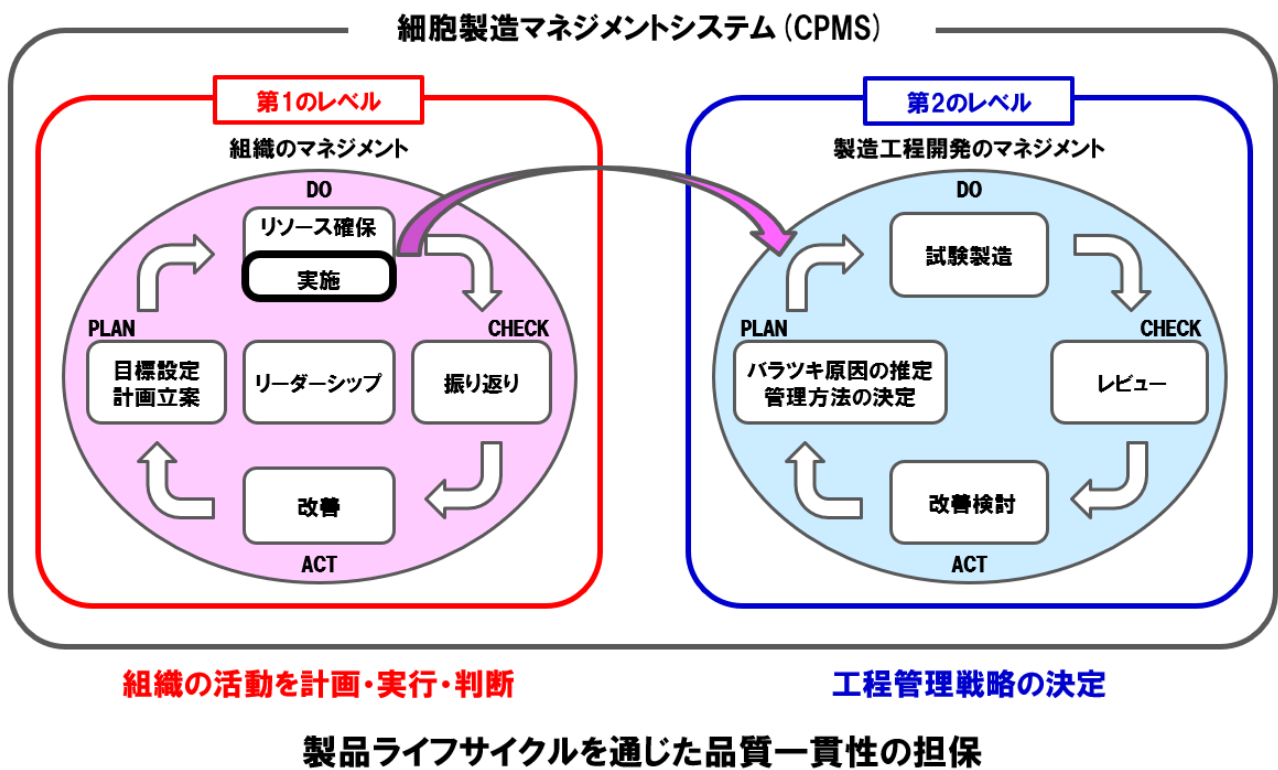 細胞製造マネジメントシステム(CPMS)
第1のレベル
組織のマネジメント
DO
リソース確保
実施
PLAN
目標設定
計画立案
リーダーシップ
CHECK
振り返り
改善
ACT
第2のレベル
製造工程開発のマネジメント
DO
試験製造
PLAN
バラツキ原因の推定
管理方法の決定
CHECK
レビュー
改善検討
ACT
組織の活動を計画・実行・判断
工程管理戦略の決定
製品ライフサイクルを通じた品質一貫性の担保